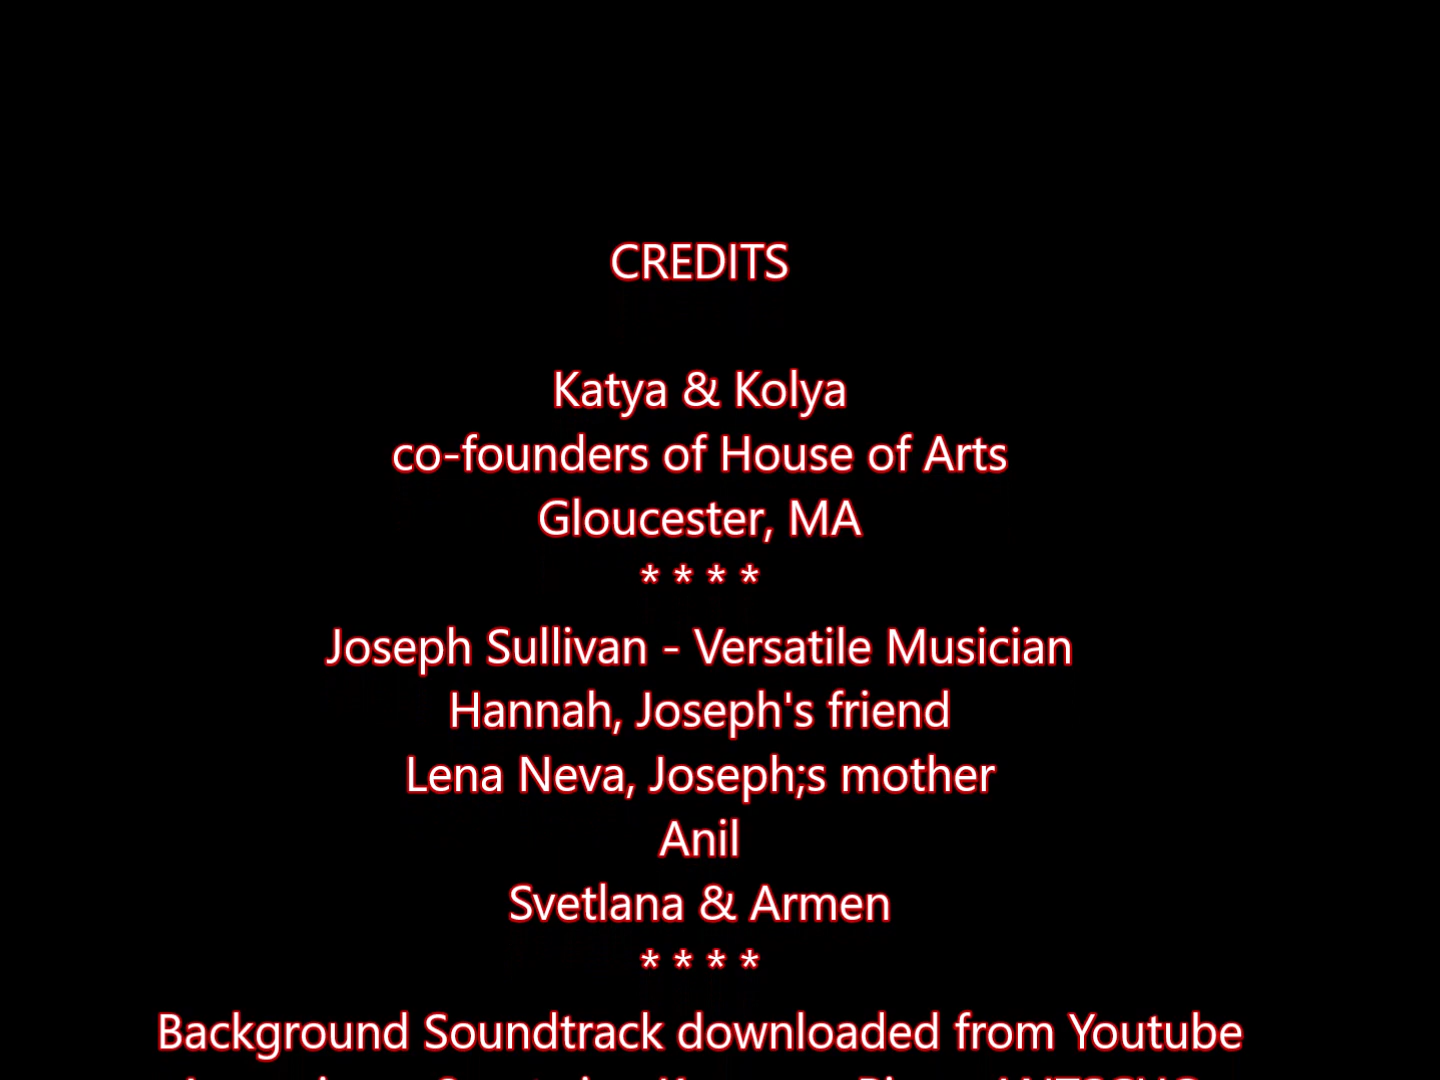 CREDITS
Katya & Kolya
co-founders of House of Arts
Gloucester, MA
* * * *
Joseph Sullivan - Versatile Musician
Hannah, Joseph's friend
Lena Neva, Joseph;s mother
Anil
Svetlana & Armen
* * * *
Background Soundtrack downloaded from Youtube